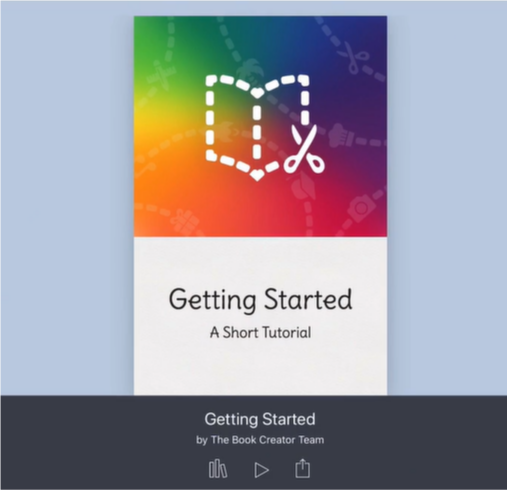 Getting Started
A Short Tutorial
Getting Started
by The Book Creator Team